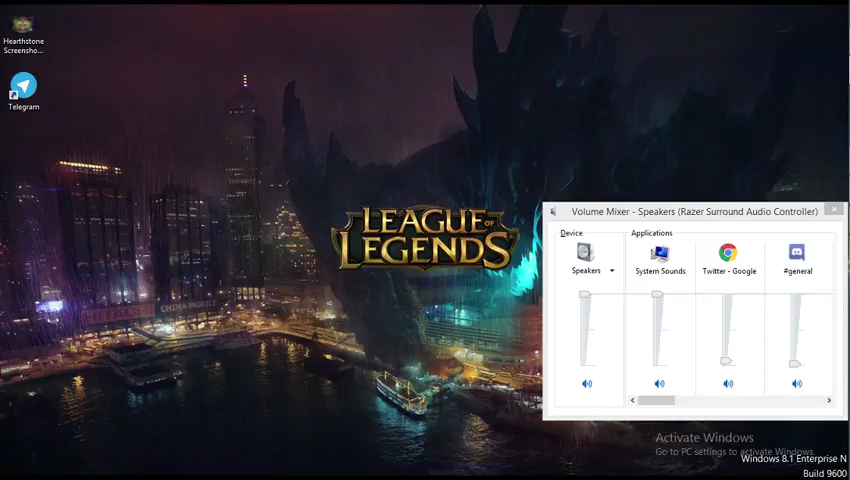 Hearthstone
Screensho...
Telegram
LEAGUE OF
LEGENDS
Volume Mixer - Speakers (Razer Surround Audio Controller)
Device
Applications
Speakers
System Sounds
Twitter - Google
#general
Activate Windows
Go to PC settings to activate Windows.
Windows 8.1 Enterprise N
Build 9600